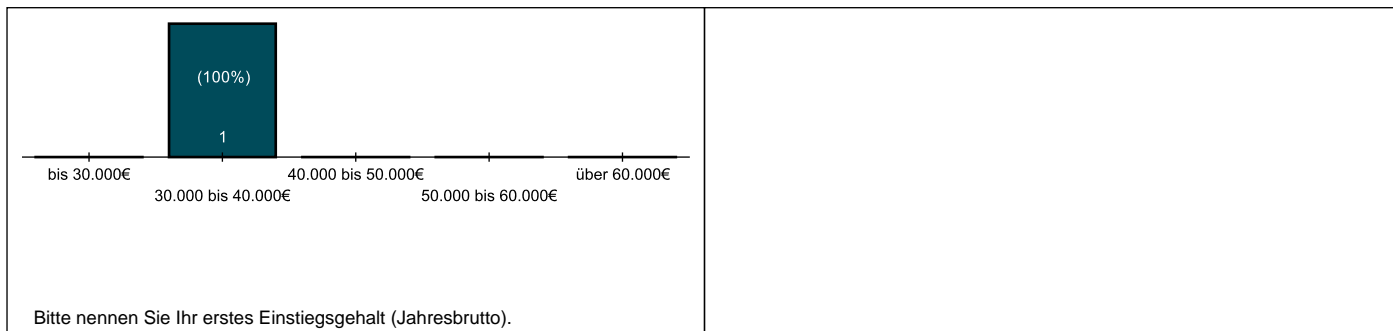 (100%)
1
bis 30.000€
30.000 bis 40.000€
40.000 bis 50.000€
50.000 bis 60.000€
über 60.000€
Bitte nennen Sie Ihr erstes Einstiegsgehalt (Jahresbrutto).